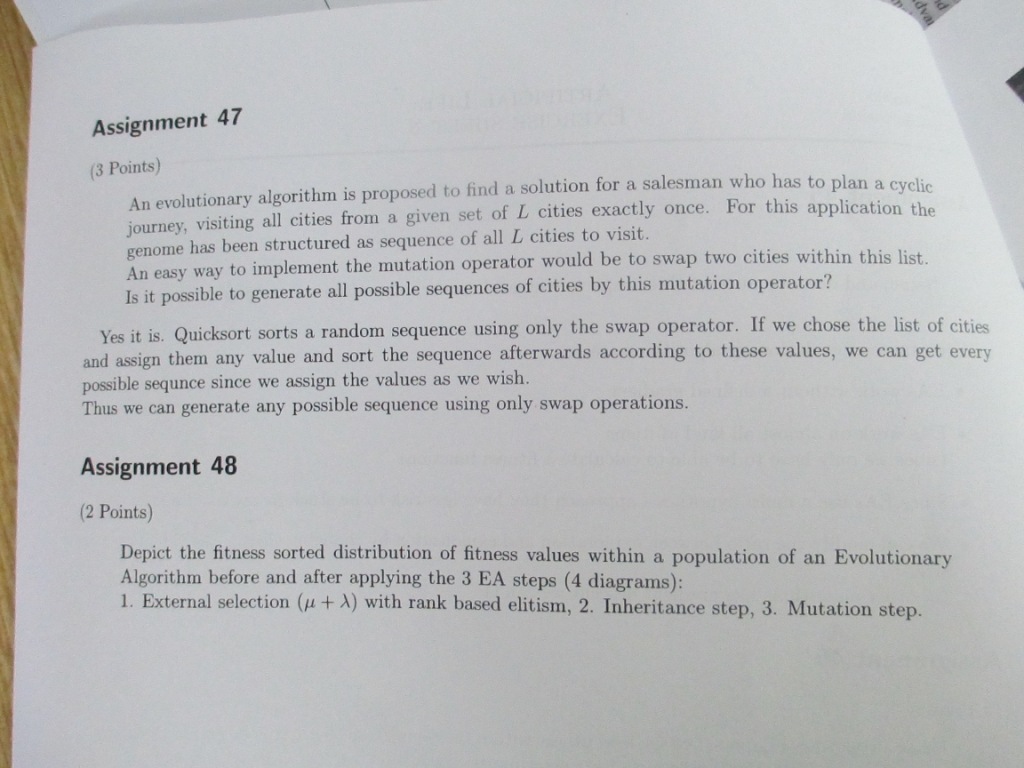 Assignment 47
(3 Points)
An evolutionary algorithm is proposed to find a solution for a salesman who has to plan a cyclic
journey, visiting all cities from a given set of L cities exactly once. For this application the
genome has been structured as sequence of all L cities to visit.
An easy way to implement the mutation operator would be to swap two cities within this list.
Is it possible to generate all possible sequences of cities by this mutation operator?
Yes it is. Quicksort sorts a random sequence using only the swap operator. If we chose the list of cities
and assign them any value and sort the sequence afterwards according to these values, we can get every
possible sequnce since we assign the values as we wish.
Thus we can generate any possible sequence using only swap operations.
Assignment 48
(2 Points)
Depict the fitness sorted distribution of fitness values within a population of an Evolutionary
Algorithm before and after applying the 3 EA steps (4 diagrams):
1. External selection (μ + λ) with rank based elitism, 2. Inheritance step, 3. Mutation step.